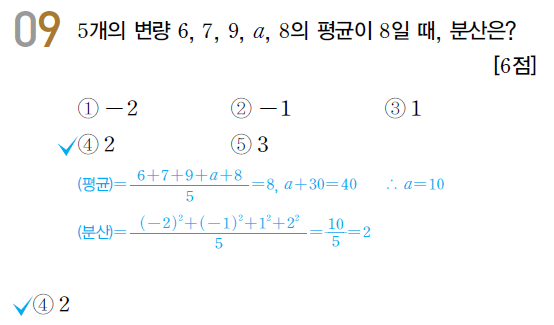 09 5개의 변량 6, 7, 9, a, 8의 평균이 8일 때, 분산은?
[6점]
① -2 ② -1 ③ 1
④ 2 ⑤ 3
(평균)=\frac{6+7+9+a+8}{5}=8, a+30=40 ∴ a=10
(분산)=\frac{(-2)²+(-1)²+1²+2²}{5}=\frac{10}{5}=2
④ 2